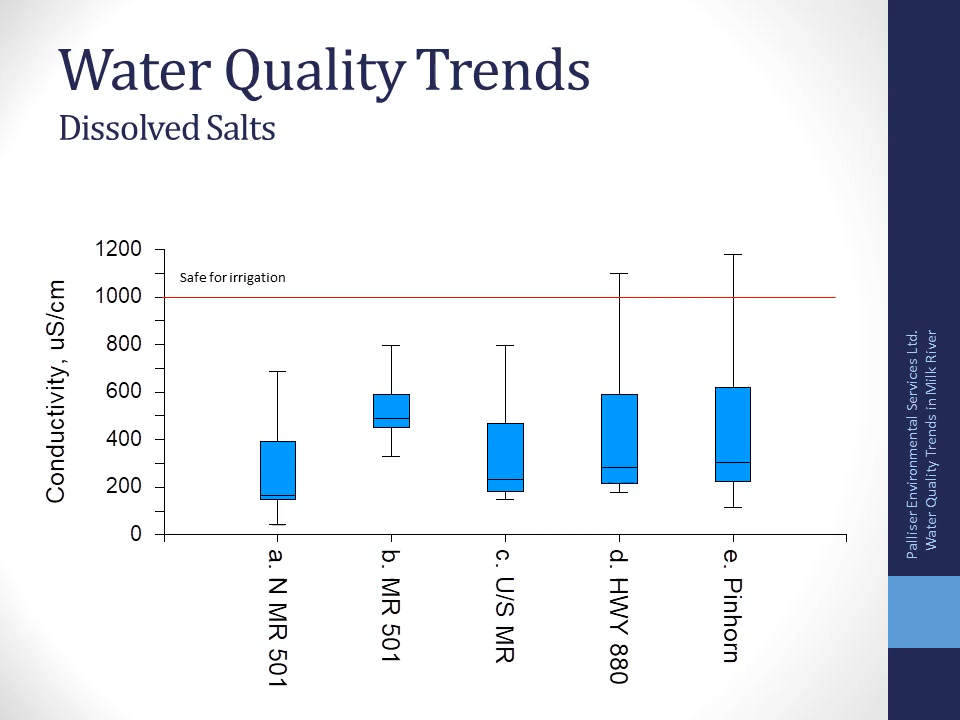 Water Quality Trends
Dissolved Salts
1200
1000
800
600
400
200
0
Conductivity, uS/cm
Safe for irrigation
a. N MR 501
b. MR 501
c. U/S MR
d. HWY 880
e. Pinhorn
Palliser Environmental Services Ltd.
Water Quality Trends in Milk River